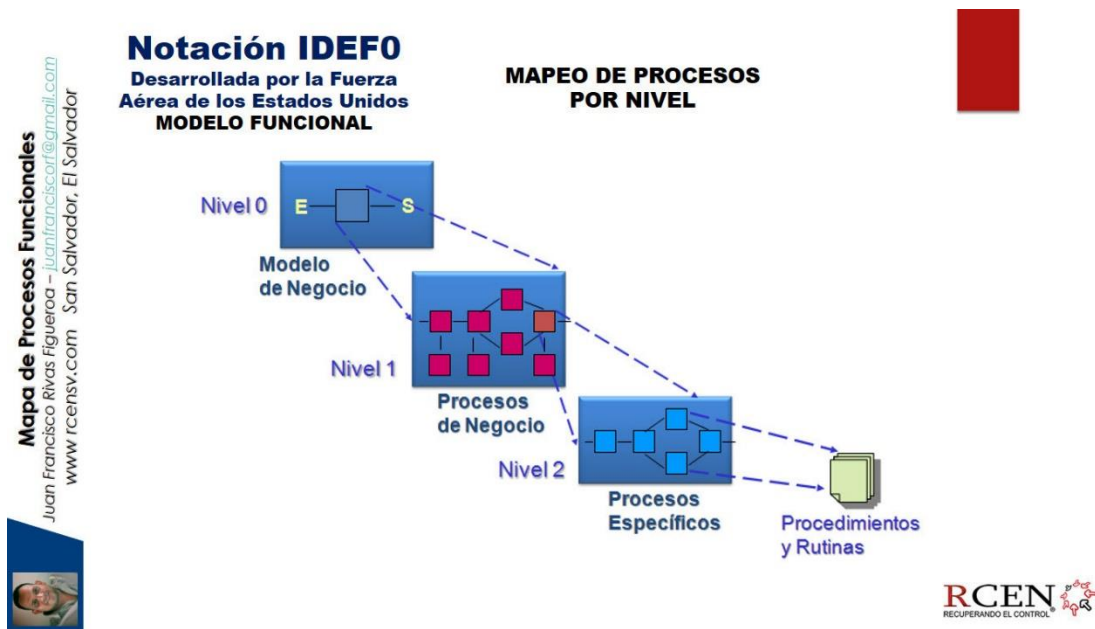 Notación IDEF0
Desarrollada por la Fuerza
Aérea de los Estados Unidos
MODELO FUNCIONAL
MAPEO DE PROCESOS
POR NIVEL
Mapa de Procesos Funcionales
Juan Francisco Rivas Figueroa – juanfranciscorf@gmail.com
www.rcensv.com San Salvador, El Salvador
Nivel 0
E
S
Modelo
de Negocio
Nivel 1
Procesos
de Negocio
Nivel 2
Procesos
Específicos
Procedimientos
y Rutinas
RCEN
RECUPERANDO EL CONTROL®